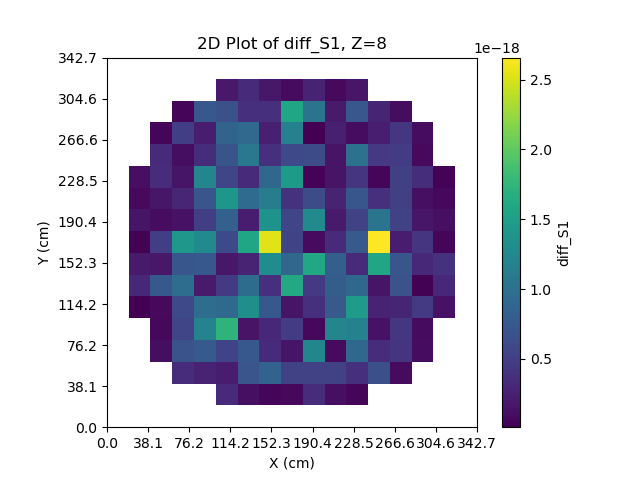 2D Plot of diff_S1, Z=8
1e−18
342.7
304.6
266.6
228.5
190.4
152.3
114.2
76.2
38.1
0.0
Y (cm)
0.0 38.1 76.2 114.2 152.3 190.4 228.5 266.6 304.6 342.7
X (cm)
2.5
2.0
1.5
1.0
0.5
diff_S1